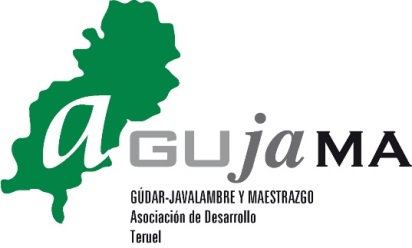 aGUjaMA
GÚDAR-JAVALAMBRE Y MAESTRAZGO
Asociación de Desarrollo
Teruel